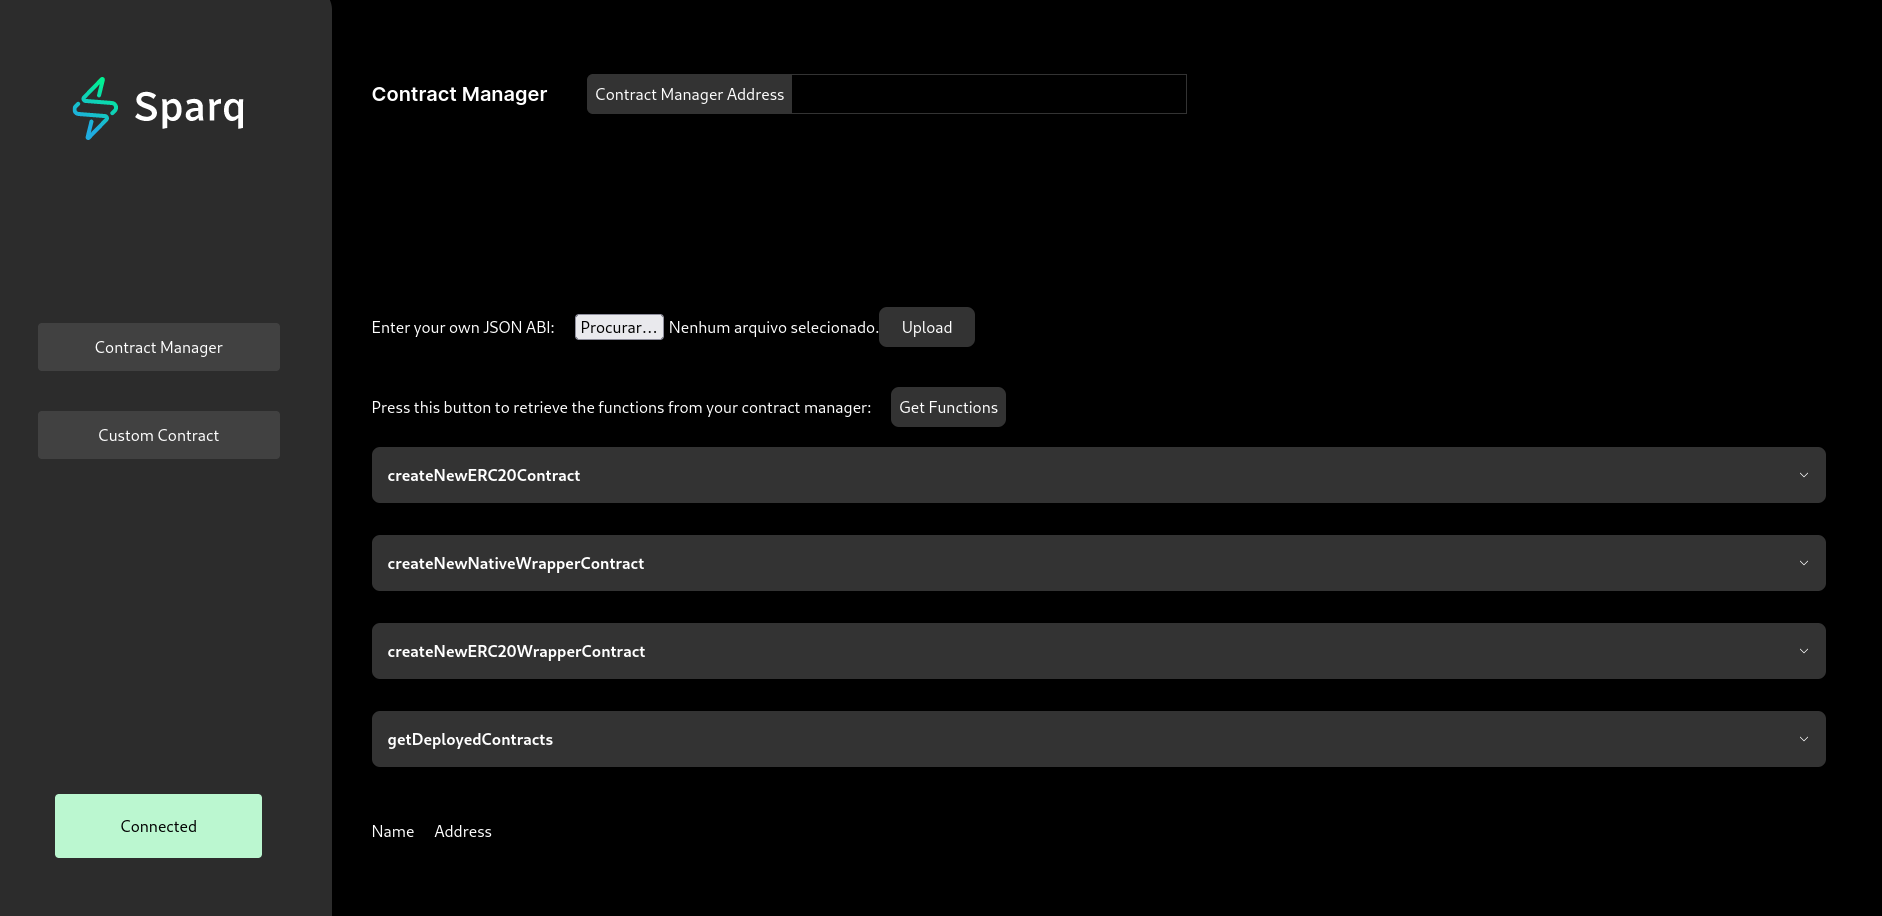 Sparq
Contract Manager
Custom Contract
Connected
Contract Manager
Contract Manager Address
Enter your own JSON ABI: Procurar... Nenhum arquivo selecionado. Upload
Press this button to retrieve the functions from your contract manager: Get Functions
createNewERC20Contract
createNewNativeWrapperContract
createNewERC20WrapperContract
getDeployedContracts
Name Address